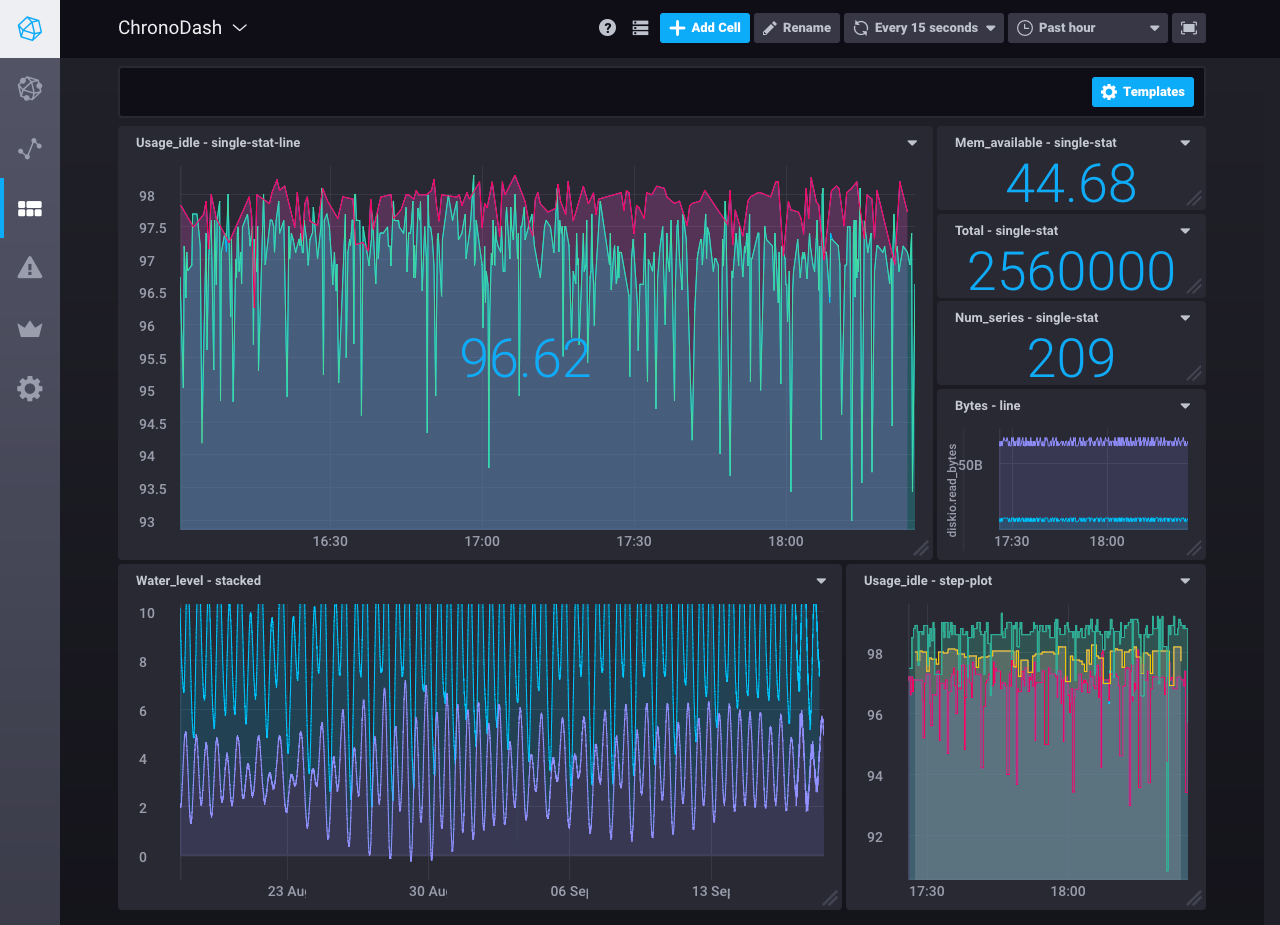 ChronoDash
? Add Cell Rename Every 15 seconds Past hour
Templates
Usage_idle - single-stat-line
98
97.5
97
96.5
96
95.5
95
94.5
94
93.5
93
96.62
16:30 17:00 17:30 18:00
Mem_available - single-stat
44.68
Total - single-stat
2560000
Num_series - single-stat
209
Bytes - line
diskio.read_bytes
50B
17:30 18:00
Water_level - stacked
10
8
6
4
2
0
23 Au 30 Au 06 Sep 13 Sep
Usage_idle - step-plot
98
96
94
92
17:30 18:00